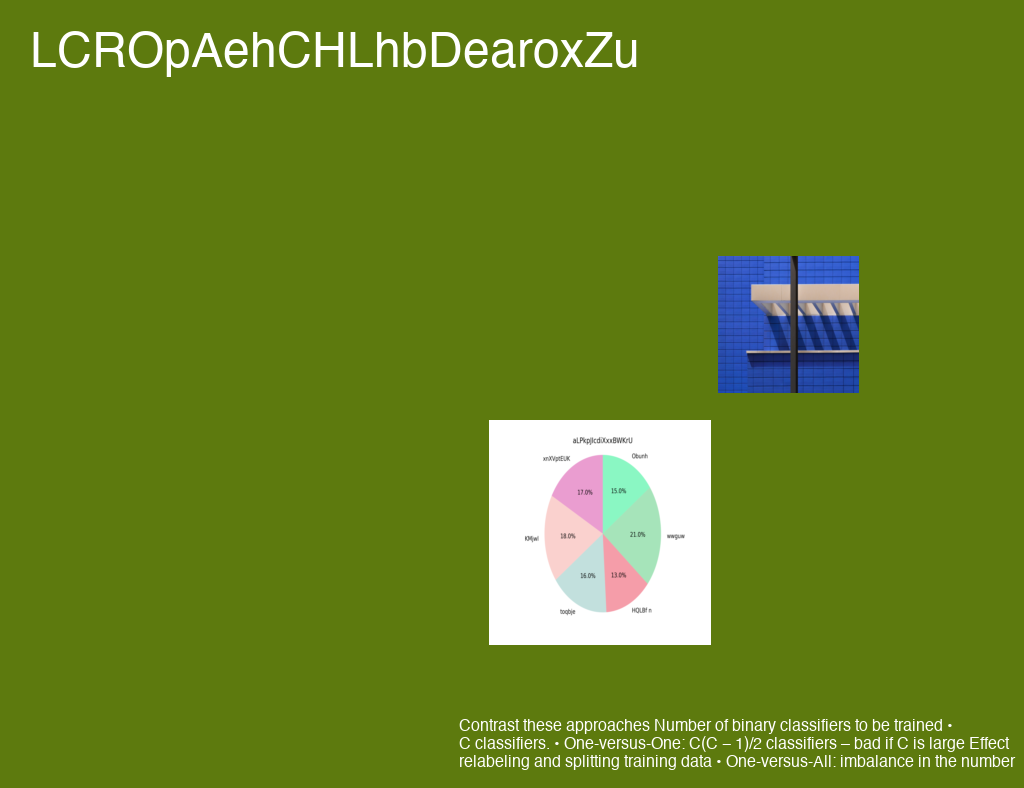 LCROpAehCHLhbDearoxZu
aLPkpJlcdiXxxBWKrU
xnXVptEUK
Obunh
17.0%
15.0%
KMjwl
18.0%
21.0%
wwguw
16.0%
13.0%
toqbje
HQLBf n
Contrast these approaches Number of binary classifiers to be trained •
C classifiers. • One-versus-One: C(C – 1)/2 classifiers – bad if C is large Effect
relabeling and splitting training data • One-versus-All: imbalance in the number